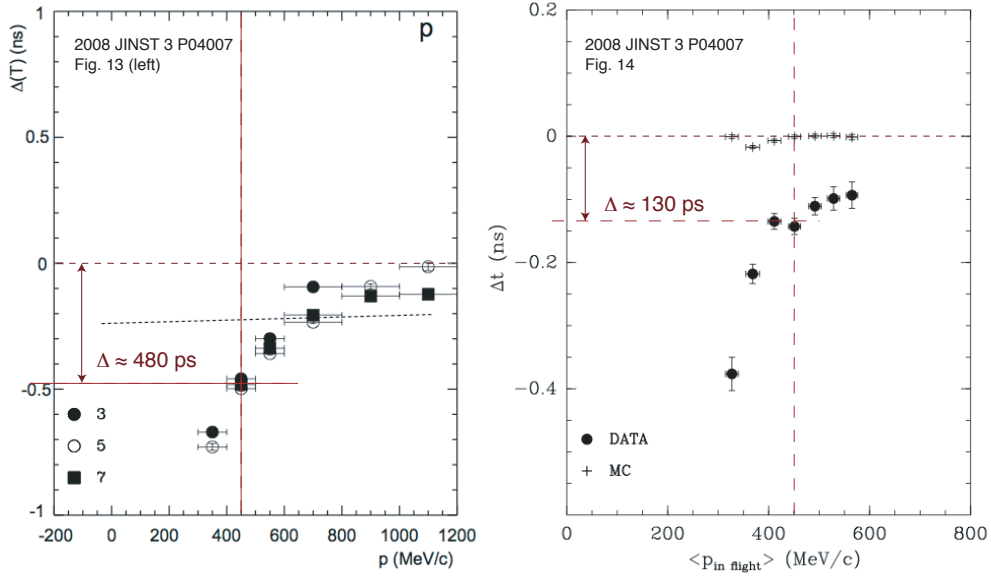 1
p
2008 JINST 3 P04007
Fig. 13 (left)
Δ(T) (ns)
0.5
0
Δ ≈ 480 ps
-0.5
3
5
7
-1
-200 0 200 400 600 800 1000 1200
p (MeV/c)
0.2
2008 JINST 3 P04007
Fig. 14
0
Δ ≈ 130 ps
Δt (ns)
-0.2
-0.4
DATA
MC
0 200 400 600 800
<p in flight> (MeV/c)